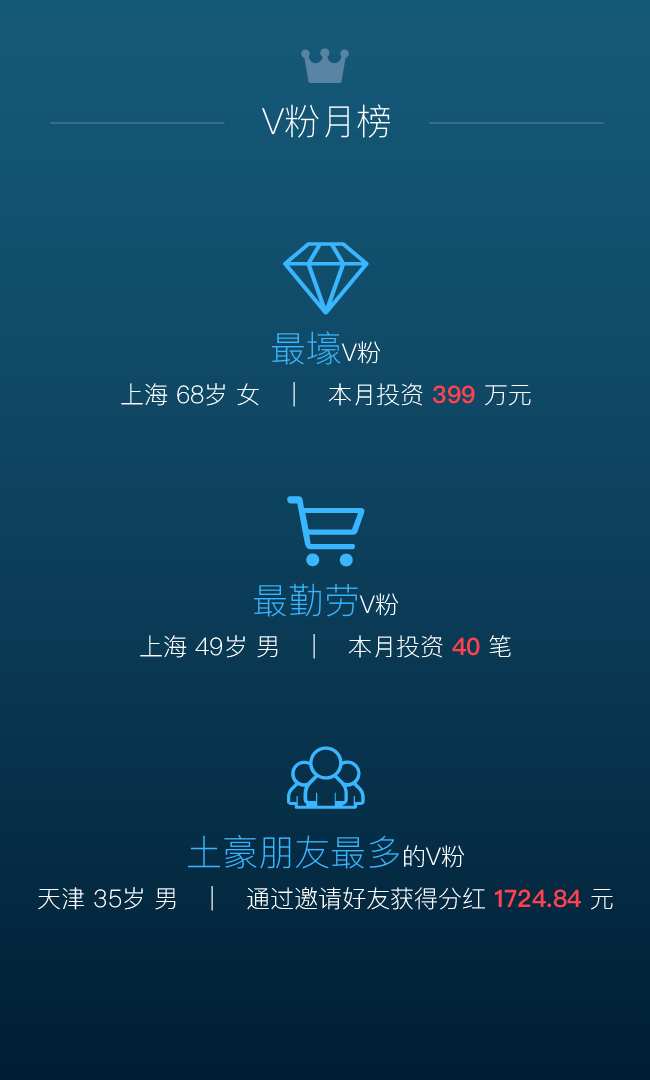 V粉月榜
最壕V粉
上海 68岁 女 | 本月投资 399 万元
最勤劳V粉
上海 49岁 男 | 本月投资 40 笔
土豪朋友最多的V粉
天津 35岁 男 | 通过邀请好友获得分红 1724.84 元